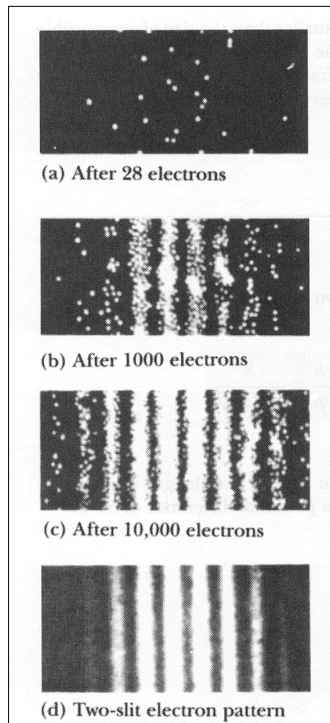 (a) After 28 electrons
(b) After 1000 electrons
(c) After 10,000 electrons
(d) Two-slit electron pattern